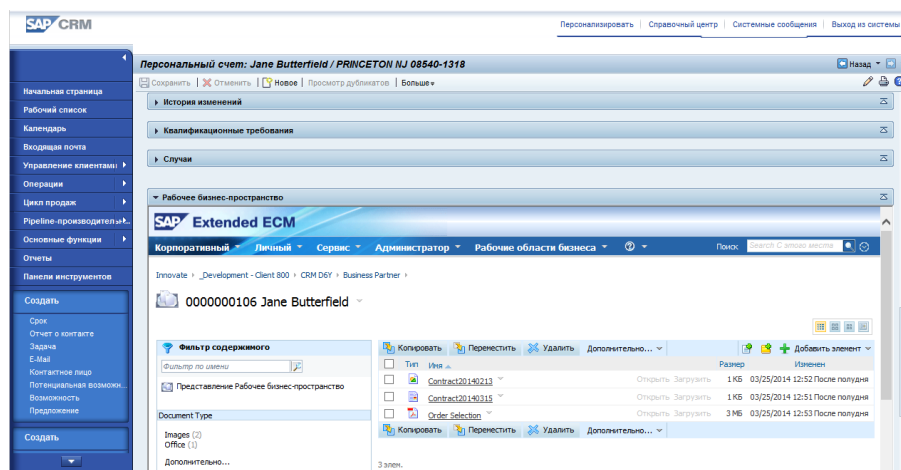 SAP CRM
Персонализировать | Справочный центр | Системные сообщения | Выход из системы
Персональный счет: Jane Butterfield / PRINCETON NJ 08540-1318
Назад
Сохранить | Отменить | Новое | Просмотр дубликатов | Больше
Начальная страница
Рабочий список
Календарь
Входящая почта
Управление клиентами
Операции
Цикл продаж
Pipeline-производительн..
Основные функции
Отчеты
Панели инструментов
Создать
Срок
Отчет о контакте
Задача
E-Mail
Контактное лицо
Потенциальная возможн..
Возможность
Предложение
Создать
История изменений
Квалификационные требования
Случаи
Рабочее бизнес-пространство
SAP Extended ECM
Корпоративный Личный Сервис Администратор Рабочие области бизнеса Поиск Search С этого места
Innovate › _Development - Client 800 › CRM D6Y › Business Partner ›
0000000106 Jane Butterfield
Фильтр содержимого
Фильтр по имени
Представление Рабочее бизнес-пространство
Document Type
Images (2)
Office (1)
Дополнительно...
Копировать Переместить Удалить Дополнительно... Добавить элемент
Тип Имя Размер Изменен
Contract20140213 Открыть Загрузить 1 КБ 03/25/2014 12:52 После полудня
Contract20140315 Открыть Загрузить 1 КБ 03/25/2014 12:51 После полудня
Order Selection Открыть Загрузить 3 МБ 03/25/2014 12:53 После полудня
Копировать Переместить Удалить Дополнительно...
3 элем.